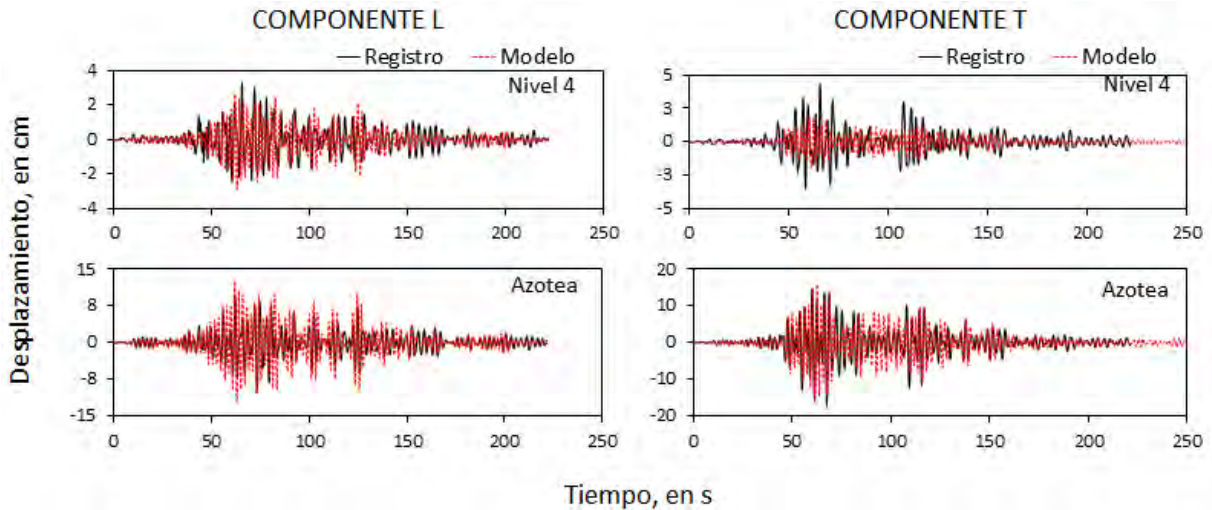 COMPONENTE L
COMPONENTE T
Registro Modelo
Registro Modelo
Nivel 4
Nivel 4
4
2
0
-2
-4
0 50 100 150 200 250
5
3
0
-3
-5
0 50 100 150 200 250
Azotea
Azotea
15
8
0
-8
-15
0 50 100 150 200 250
20
10
0
-10
-20
0 50 100 150 200 250
Desplazamiento, en cm
Tiempo, en s